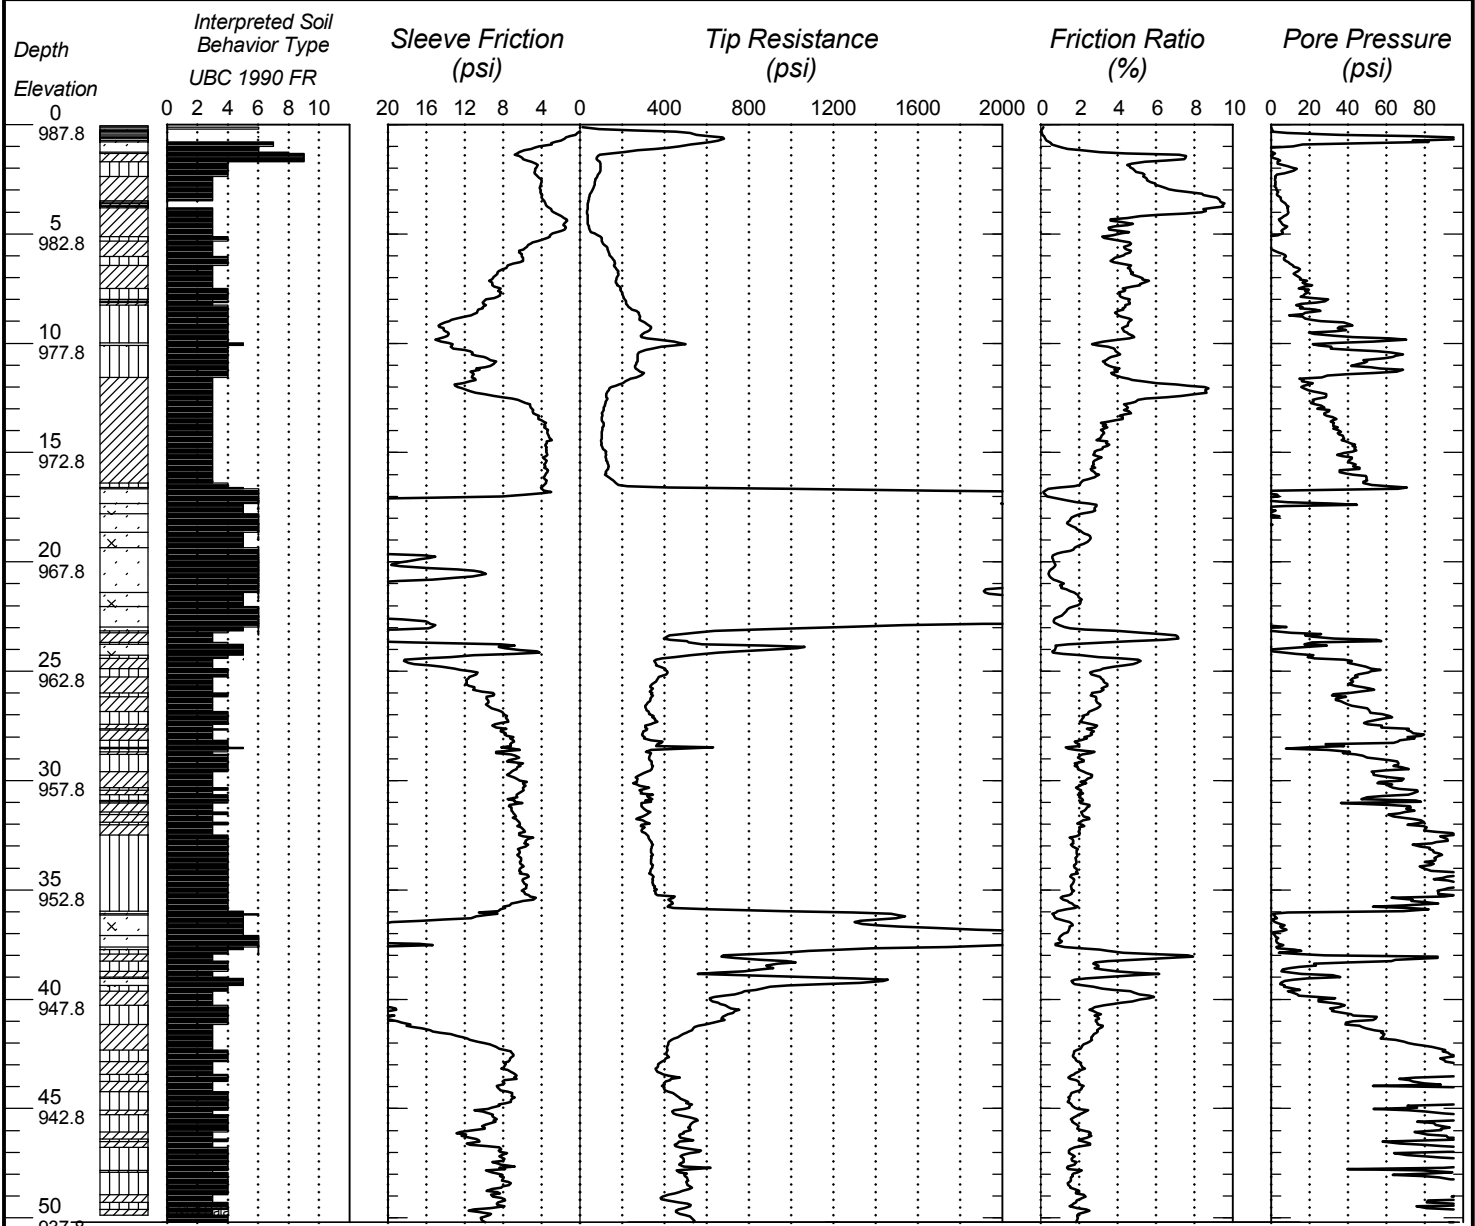 Interpreted Soil
Behavior Type
UBC 1990 FR
Depth
Elevation
Sleeve Friction
(psi)
Tip Resistance
(psi)
Friction Ratio
(%)
Pore Pressure
(psi)
0 2 4 6 8 10
20 16 12 8 4 0
400 800 1200 1600 2000
0 2 4 6 8 10
0 20 40 60 80
0
987.8
5
982.8
10
977.8
15
972.8
20
967.8
25
962.8
30
957.8
35
952.8
40
947.8
45
942.8
50